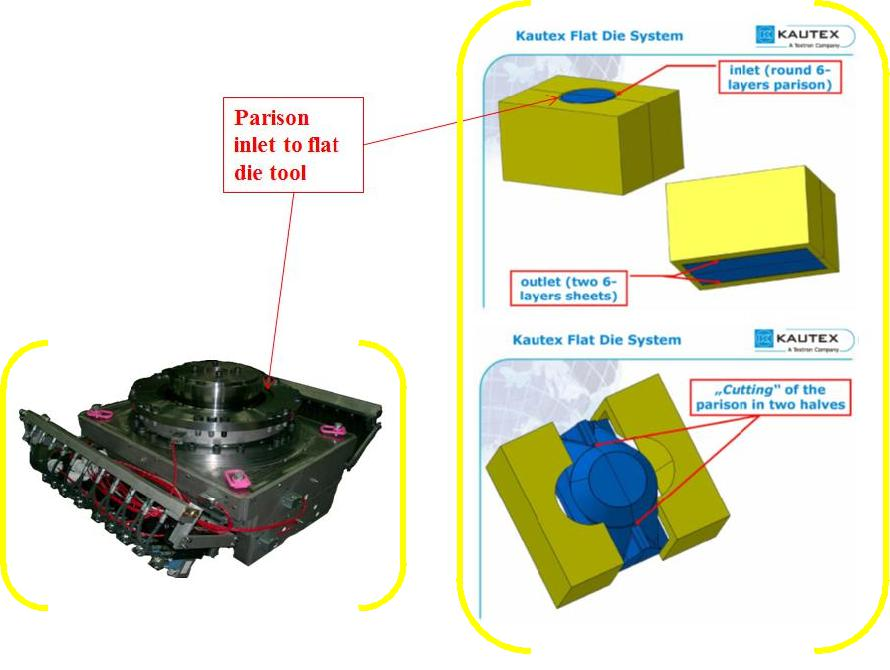 Parison
inlet to flat
die tool
Kautex Flat Die System
KAUTEX
A Textron Company
inlet (round 6-
layers parison)
outlet (two 6-
layers sheets)
Kautex Flat Die System
KAUTEX
A Textron Company
„Cutting“ of the
parison in two halves